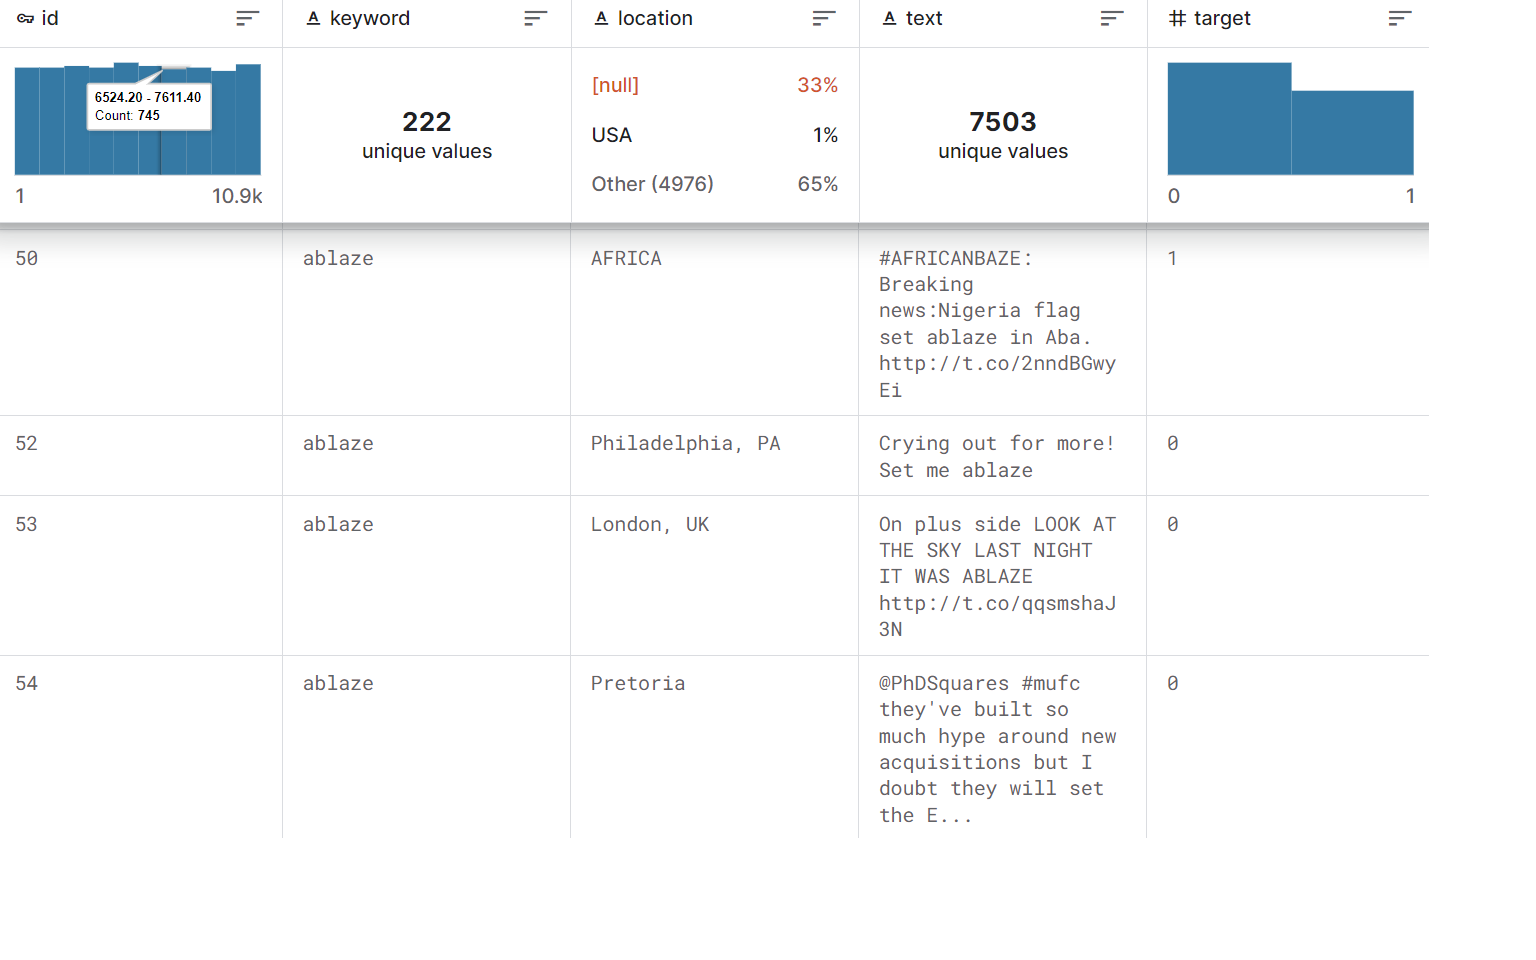 id keyword location text target
6524.20 - 7611.40
Count: 745
1 10.9k
222
unique values
[null] 33%
USA 1%
Other (4976) 65%
7503
unique values
0 1
50 ablaze AFRICA #AFRICANBAZE: 1
Breaking
news:Nigeria flag
set ablaze in Aba.
http://t.co/2nndBGwy
Ei
52 ablaze Philadelphia, PA Crying out for more! 0
Set me ablaze
53 ablaze London, UK On plus side LOOK AT 0
THE SKY LAST NIGHT
IT WAS ABLAZE
http://t.co/qqsmshaJ
3N
54 ablaze Pretoria @PhDSquares #mufc 0
they've built so
much hype around new
acquisitions but I
doubt they will set
the E...